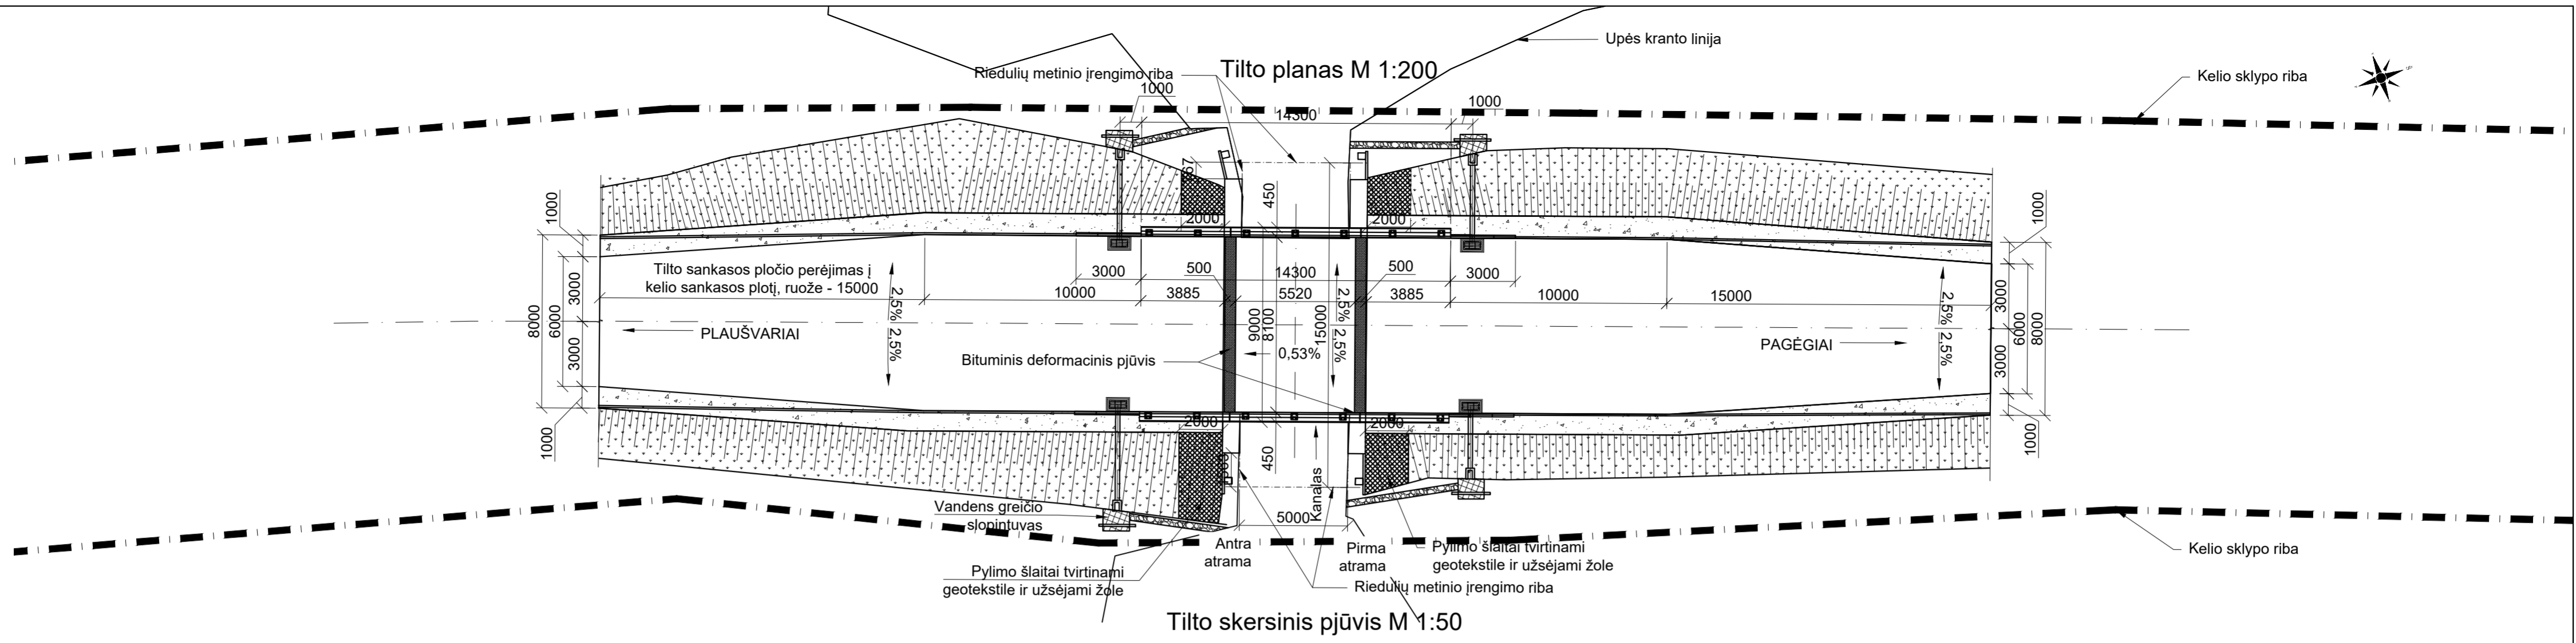 Tilto planas M 1:200
Upės kranto linija
Riedulių metinio įrengimo riba
Kelio sklypo riba
1000
14300
1000
450
2000
2000
1000
8000
6000
3000
3000
1000
Tilto sankasos pločio perėjimas į
kelio sankasos plotį, ruože - 15000
3000
500
14300
500
3000
10000
3885
5520
3885
10000
15000
2,5%
2,5%
9000
8100
15000
2,5%
2,5%
2,5%
2,5%
PLAUŠVARIAI
0,53%
PAGĖGIAI
Bituminis deformacinis pjūvis
1000
3000
6000
8000
3000
1000
2000
2000
450
Kanalas
5000
Vandens greičio
slopintuvas
Antra
atrama
Pirma
atrama
Pylimo šlaitai tvirtinami
geotekstile ir užsėjami žole
Kelio sklypo riba
Pylimo šlaitai tvirtinami
geotekstile ir užsėjami žole
Riedulių metinio įrengimo riba
Tilto skersinis pjūvis M 1:50